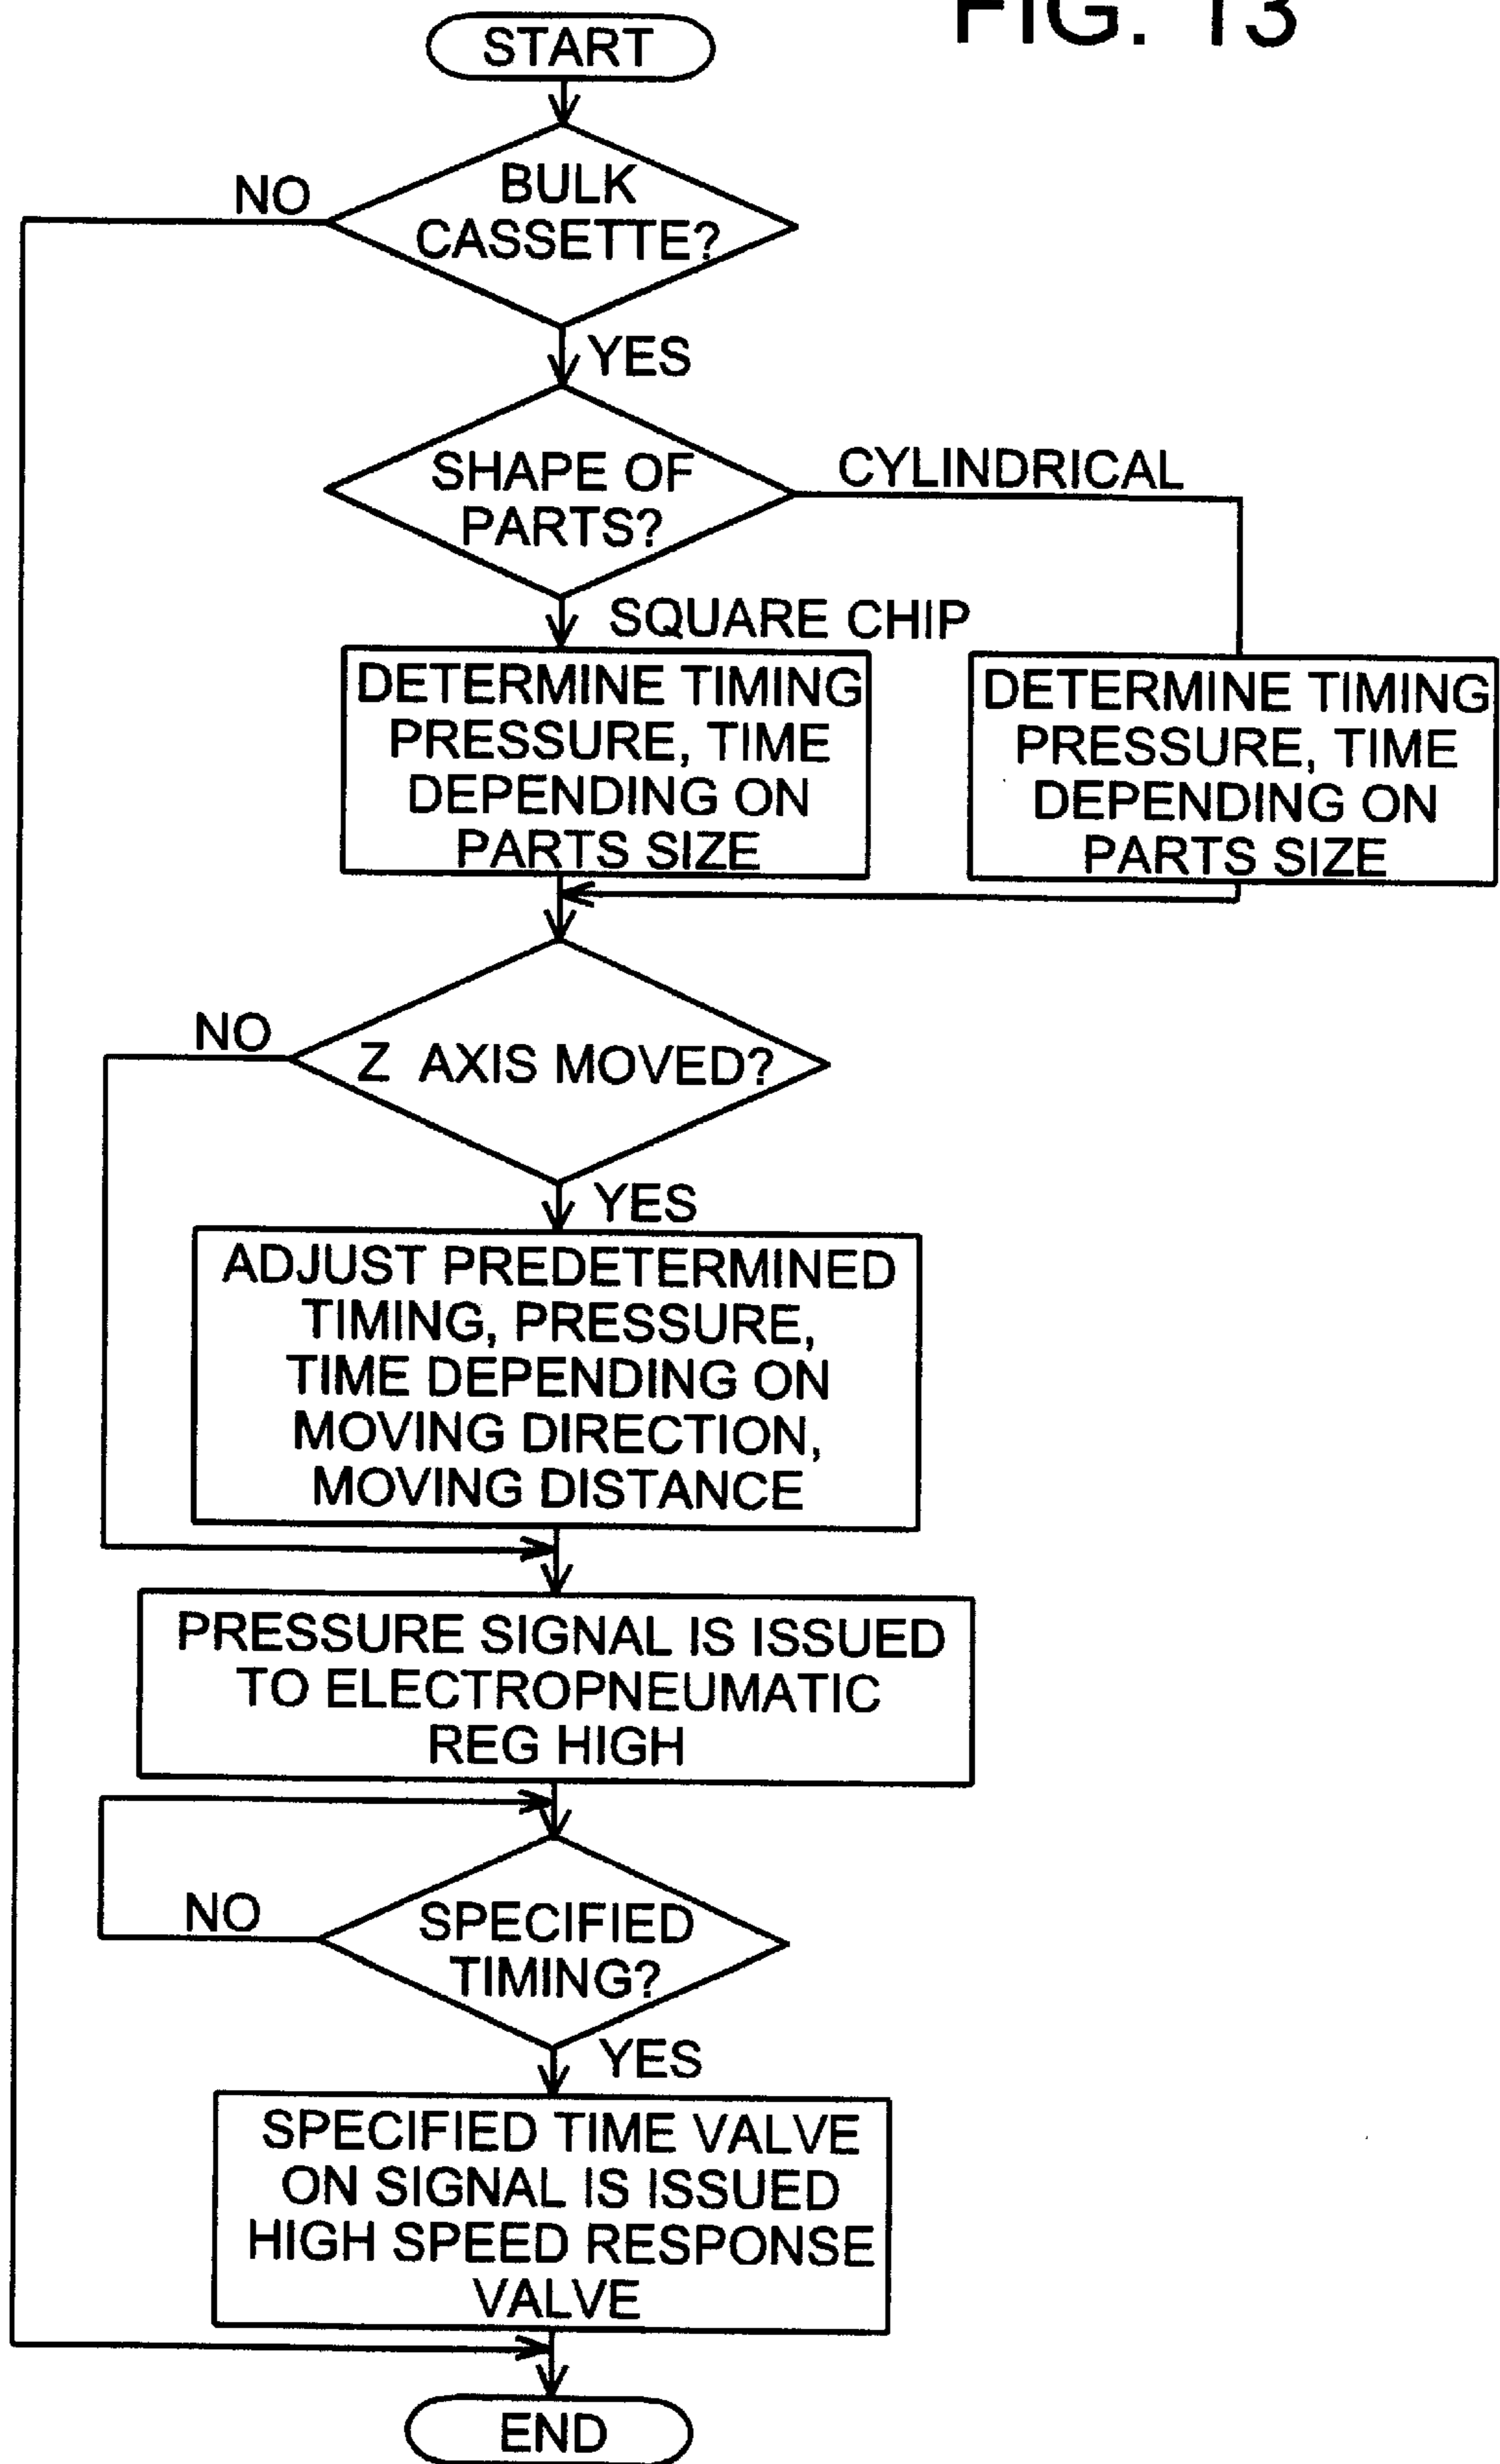 FIG. 13
START
BULK
CASSETTE?
NO
YES
SHAPE OF
PARTS?
CYLINDRICAL
SQUARE CHIP
DETERMINE TIMING
PRESSURE, TIME
DEPENDING ON
PARTS SIZE
DETERMINE TIMING
PRESSURE, TIME
DEPENDING ON
PARTS SIZE
NO
Z AXIS MOVED?
YES
ADJUST PREDETERMINED
TIMING, PRESSURE,
TIME DEPENDING ON
MOVING DIRECTION,
MOVING DISTANCE
PRESSURE SIGNAL IS ISSUED
TO ELECTROPNEUMATIC
REG HIGH
NO
SPECIFIED
TIMING?
YES
SPECIFIED TIME VALVE
ON SIGNAL IS ISSUED
HIGH SPEED RESPONSE
VALVE
END